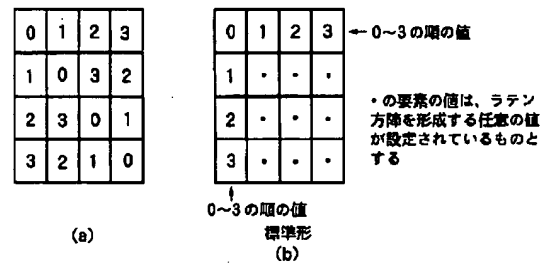 0 1 2 3
1 0 3 2
2 3 0 1
3 2 1 0
(a)
0 1 2 3
1 ・ ・ ・
2 ・ ・ ・
3 ・ ・ ・
←0～3の順の値
・の要素の値は、ラテン
方陣を形成する任意の値
が設定されているものと
する
0～3の順の値
標準形
(b)